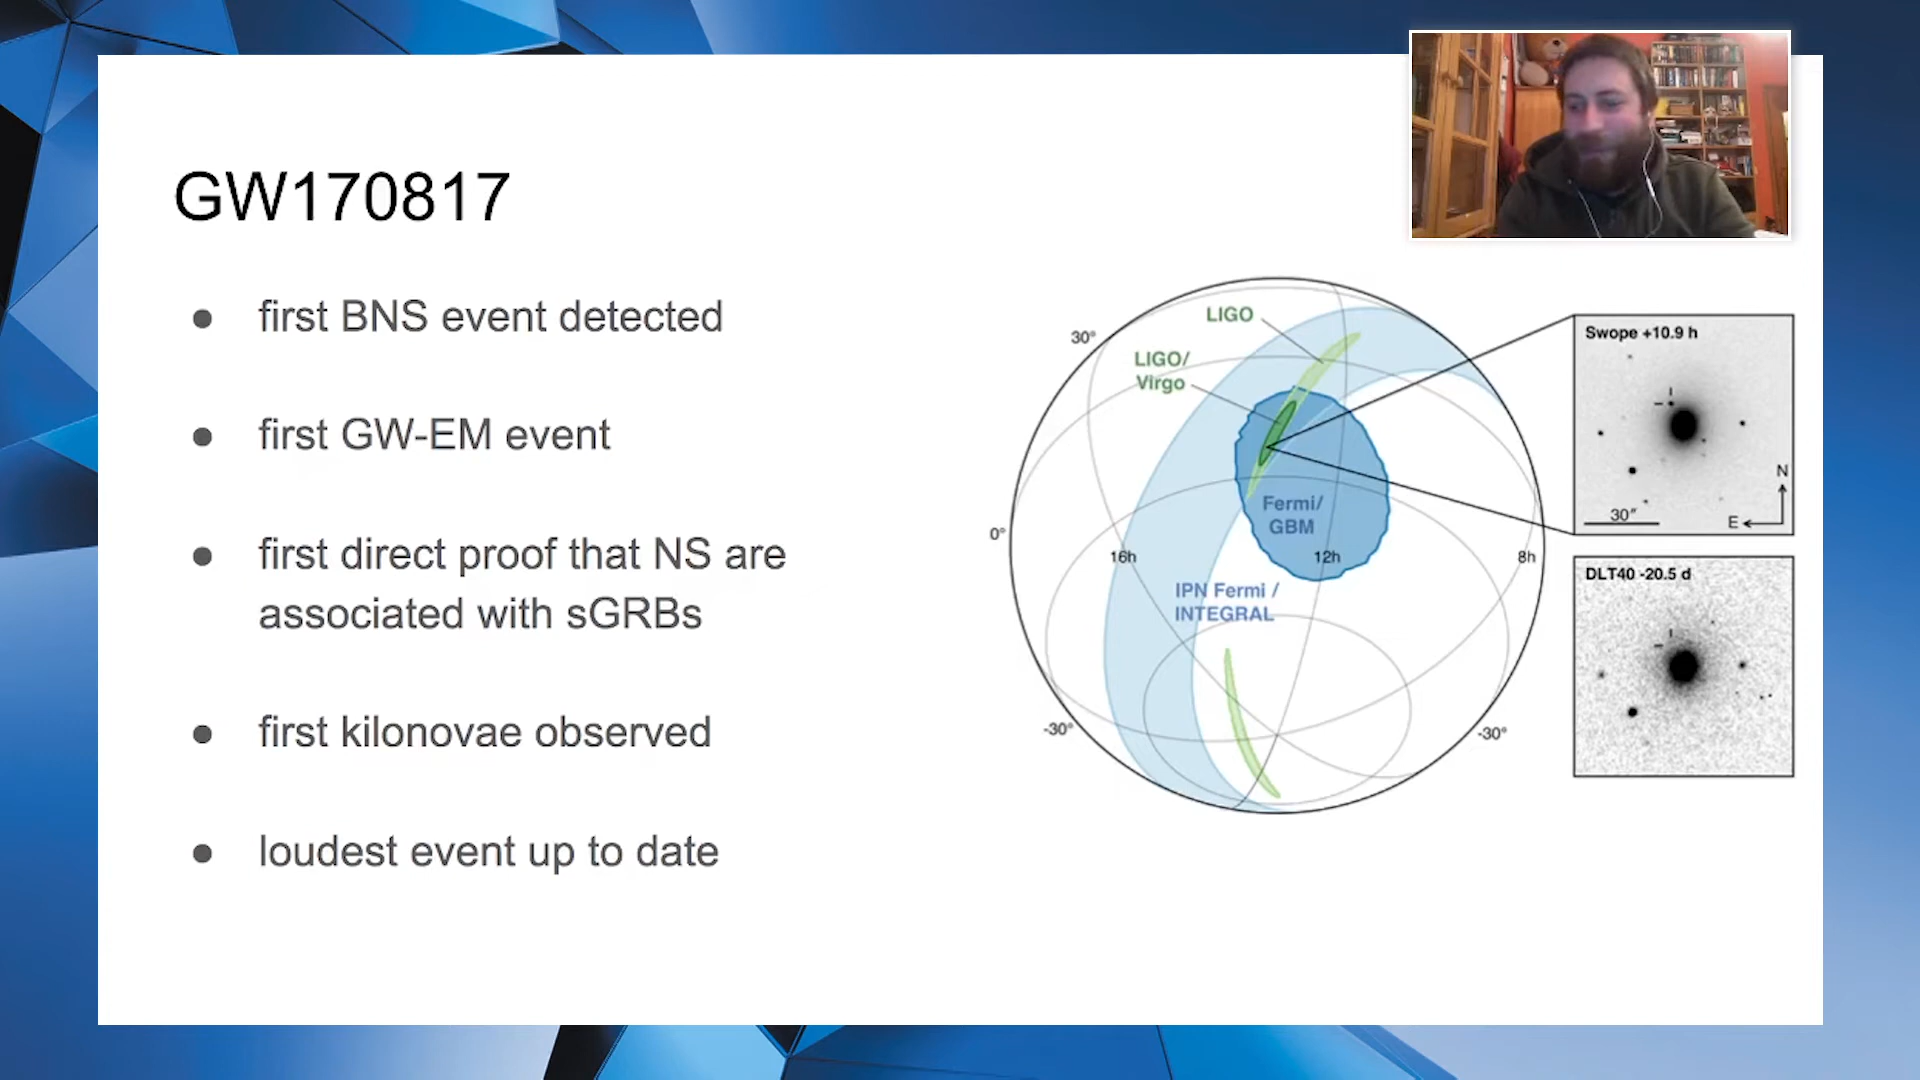 GW170817
first BNS event detected
first GW-EM event
first direct proof that NS are
associated with sGRBs
first kilonovae observed
loudest event up to date
LIGO
LIGO/
Virgo
30°
0°
16h
12h
8h
Fermi/
GBM
IPN Fermi /
INTEGRAL
-30°
-30°
Swope +10.9 h
N
E
30"
DLT40 -20.5 d